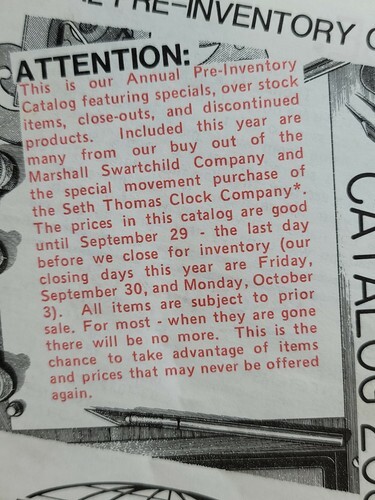 PRE-INVENTORY
ATTENTION:
This is our Annual Pre-Inventory
Catalog featuring specials, over stock
items, close-outs, and discontinued
products. Included this year are
many from our buy out of the
Marshall Swartchild Company and
the special movement purchase of
the Seth Thomas Clock Company*.
The prices in this catalog are good
until September 29 - the last day
before we close for inventory (our
closing days this year are Friday,
September 30, and Monday, October
3). All items are subject to prior
sale. For most - when they are gone
there will be no more. This is the
chance to take advantage of items
and prices that may never be offered
again.
CATALOG